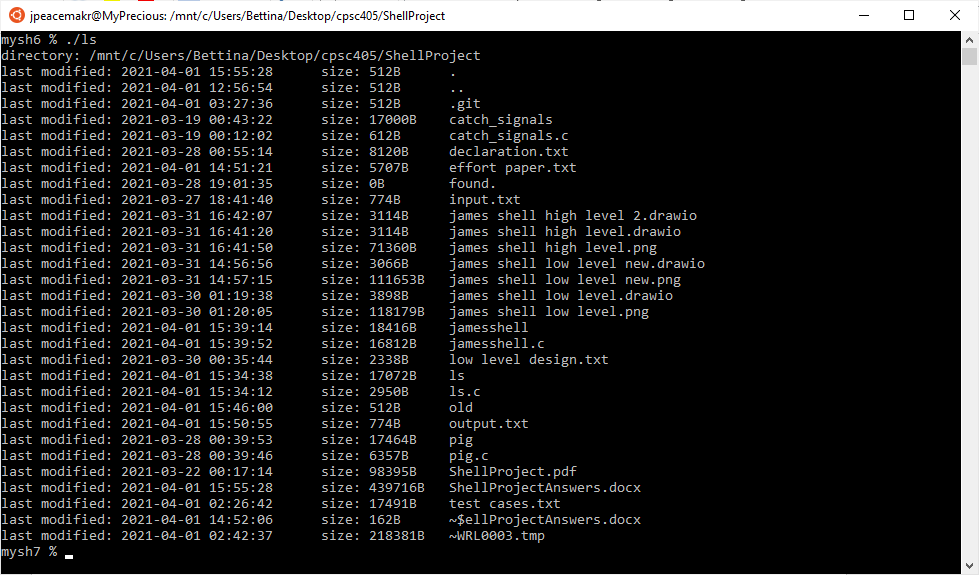 jpeacemakr@MyPrecious: /mnt/c/Users/Bettina/Desktop/cpsc405/ShellProject
mysh6 % ./ls
directory: /mnt/c/Users/Bettina/Desktop/cpsc405/ShellProject
last modified: 2021-04-01 15:55:28 size: 512B .
last modified: 2021-04-01 12:56:54 size: 512B ..
last modified: 2021-04-01 03:27:36 size: 512B .git
last modified: 2021-03-19 00:43:22 size: 17000B catch_signals
last modified: 2021-03-19 00:12:02 size: 612B catch_signals.c
last modified: 2021-03-28 00:55:14 size: 8120B declaration.txt
last modified: 2021-04-01 14:51:21 size: 5707B effort paper.txt
last modified: 2021-03-28 19:01:35 size: 0B found.
last modified: 2021-03-27 18:41:40 size: 774B input.txt
last modified: 2021-03-31 16:42:07 size: 3114B james shell high level 2.drawio
last modified: 2021-03-31 16:41:20 size: 3114B james shell high level.drawio
last modified: 2021-03-31 16:41:50 size: 71360B james shell high level.png
last modified: 2021-03-31 14:56:56 size: 3066B james shell low level new.drawio
last modified: 2021-03-31 14:57:15 size: 111653B james shell low level new.png
last modified: 2021-03-30 01:19:38 size: 3898B james shell low level.drawio
last modified: 2021-03-30 01:20:05 size: 118179B james shell low level.png
last modified: 2021-04-01 15:39:14 size: 18416B jamesshell
last modified: 2021-04-01 15:39:52 size: 16812B jamesshell.c
last modified: 2021-03-30 00:35:44 size: 2338B low level design.txt
last modified: 2021-04-01 15:34:38 size: 17072B ls
last modified: 2021-04-01 15:34:12 size: 2950B ls.c
last modified: 2021-04-01 15:46:00 size: 512B old
last modified: 2021-04-01 15:50:55 size: 774B output.txt
last modified: 2021-03-28 00:39:53 size: 17464B pig
last modified: 2021-03-28 00:39:46 size: 6357B pig.c
last modified: 2021-03-22 00:17:14 size: 98395B ShellProject.pdf
last modified: 2021-04-01 15:55:28 size: 439716B ShellProjectAnswers.docx
last modified: 2021-04-01 02:26:42 size: 17491B test cases.txt
last modified: 2021-04-01 14:52:06 size: 162B ~$ellProjectAnswers.docx
last modified: 2021-04-01 02:42:37 size: 218381B ~WRL0003.tmp
mysh7 %